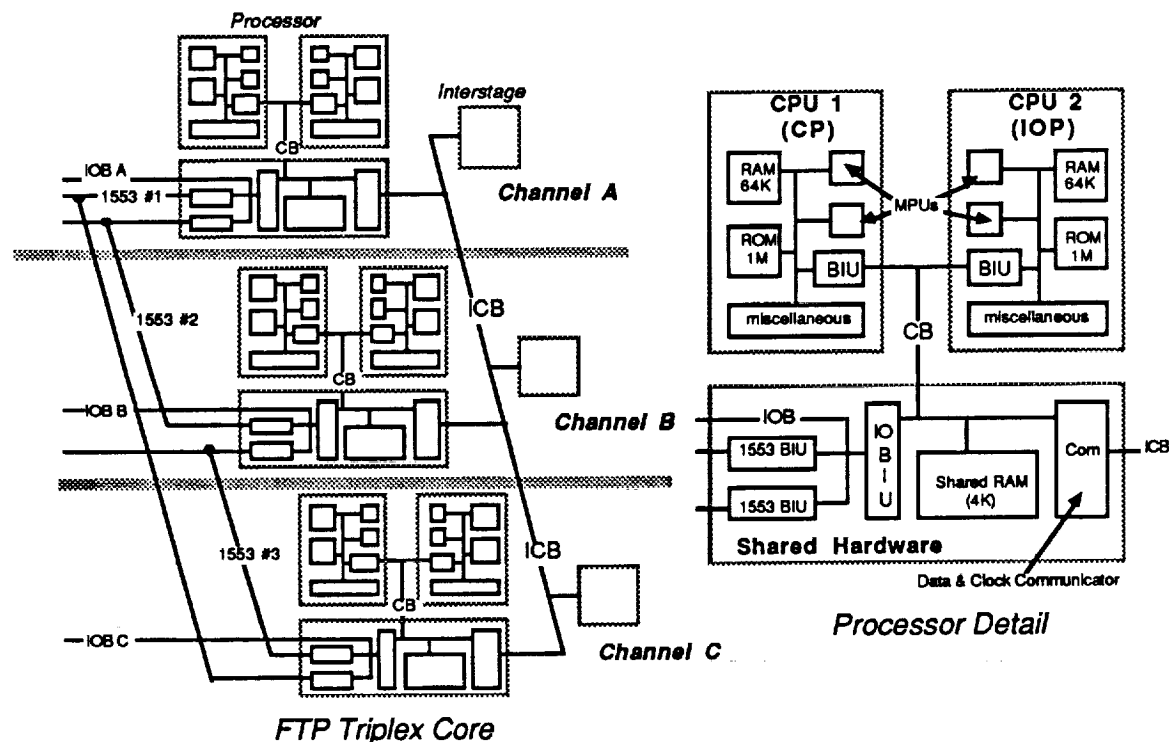 Processor
Interstage
CB
IOB A
1553 #1
Channel A
1553 #2
ICB
CB
IOB B
Channel B
1553 #3
ICB
CB
IOB C
Channel C
FTP Triplex Core
CPU 1
(CP)
CPU 2
(IOP)
RAM
64K
MPUs
RAM
64K
ROM
1M
BIU
BIU
ROM
1M
miscellaneous
miscellaneous
CB
IOB
1553 BIU
1553 BIU
I
O
B
I
U
Shared RAM
(4K)
Com
ICB
Shared Hardware
Data & Clock Communicator
Processor Detail